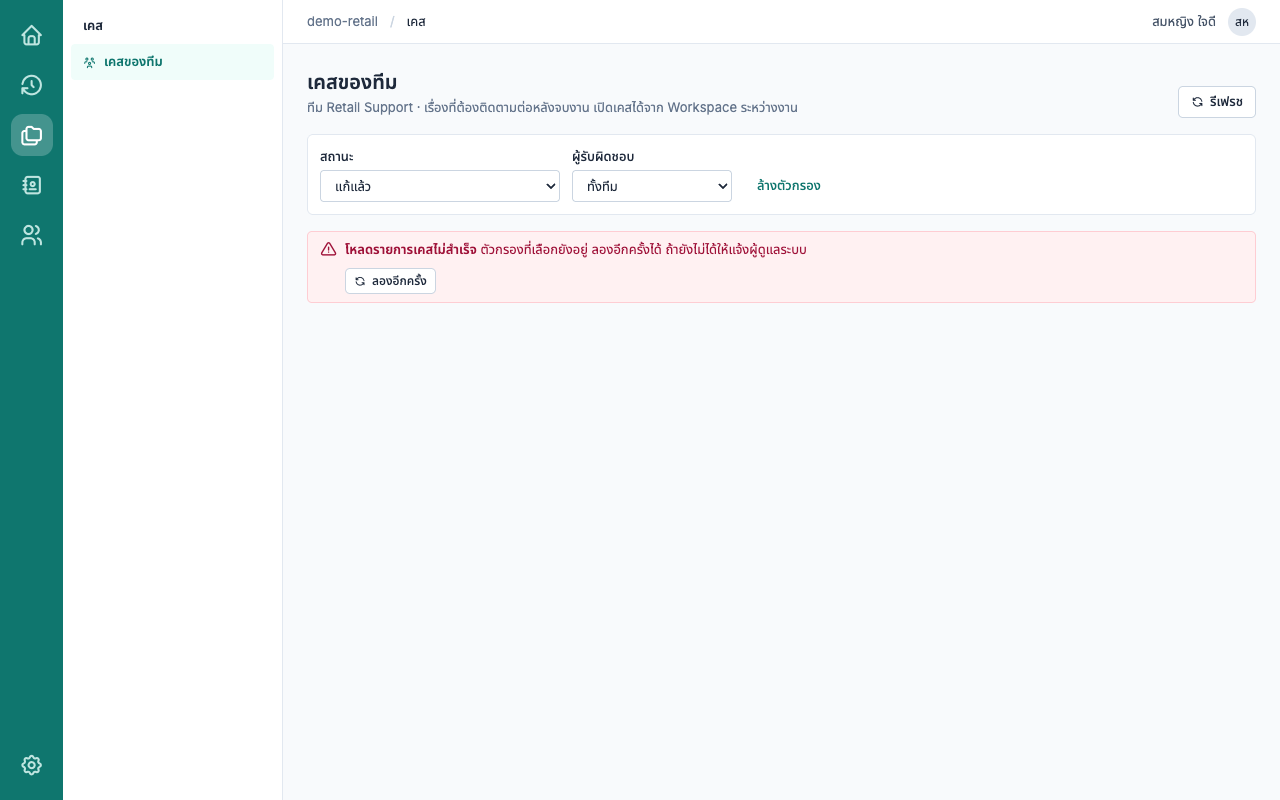 เคส
เคสของทีม
demo-retail / เคส
สมหญิง ใจดี สห
เคสของทีม
ทีม Retail Support · เรื่องที่ต้องติดตามต่อหลังจบงาน เปิดเคสได้จาก Workspace ระหว่างงาน
รีเฟรช
สถานะ ผู้รับผิดชอบ
แก้แล้ว ทั้งทีม ล้างตัวกรอง
โหลดรายการเคสไม่สำเร็จ ตัวกรองที่เลือกยังอยู่ ลองอีกครั้งได้ ถ้ายังไม่ได้ให้แจ้งผู้ดูแลระบบ
ลองอีกครั้ง